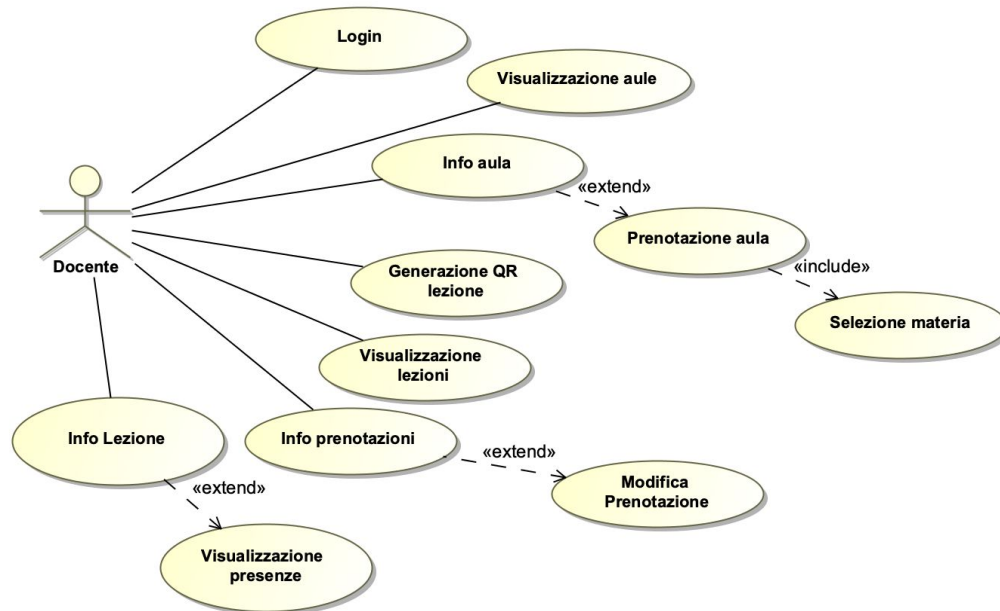 Login
Visualizzazione aule
Info aula
«extend»
Prenotazione aula
Docente
«include»
Generazione QR
lezione
Selezione materia
Visualizzazione
lezioni
Info Lezione
Info prenotazioni
«extend»
«extend»
Modifica
Prenotazione
Visualizzazione
presenze